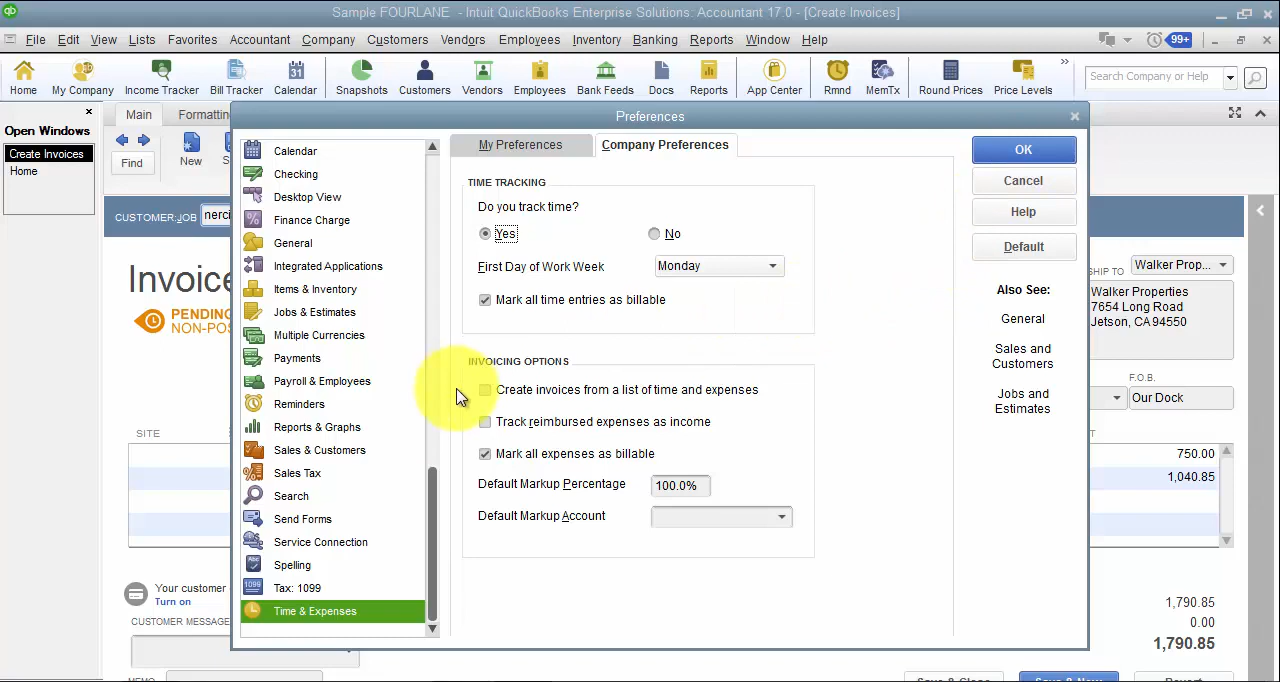 qb
Sample FOURLANE - Intuit QuickBooks Enterprise Solutions: Accountant 17.0 - [Create Invoices]
File Edit View Lists Favorites Accountant Company Customers Vendors Employees Inventory Banking Reports Window Help 99+
Home My Company Income Tracker Bill Tracker Calendar Snapshots Customers Vendors Employees Bank Feeds Docs Reports App Center Rmnd MemTx Round Prices Price Levels Search Company or Help
Open Windows
Create Invoices
Home
Main Formatting
Find New
CUSTOMER:JOB
Invoice
PENDING
NON-POS
SITE
Your customer
Turn on
CUSTOMER MESSAGE
MEMO
Preferences
Calendar
Checking
Desktop View
Finance Charge
General
Integrated Applications
Items & Inventory
Jobs & Estimates
Multiple Currencies
Payments
Payroll & Employees
Reminders
Reports & Graphs
Sales & Customers
Sales Tax
Search
Send Forms
Service Connection
Spelling
Tax: 1099
Time & Expenses
My Preferences Company Preferences
TIME TRACKING
Do you track time?
Yes No
First Day of Work Week Monday
Mark all time entries as billable
INVOICING OPTIONS
Create invoices from a list of time and expenses
Track reimbursed expenses as income
Mark all expenses as billable
Default Markup Percentage 100.0%
Default Markup Account
OK
Cancel
Help
Default
Also See:
General
Sales and
Customers
Jobs and
Estimates
SHIP TO Walker Prop...
Walker Properties
7654 Long Road
Jetson, CA 94550
F.O.B.
Our Dock
750.00
1,040.85
1,790.85
0.00
1,790.85
Save & Close Save & New Revert